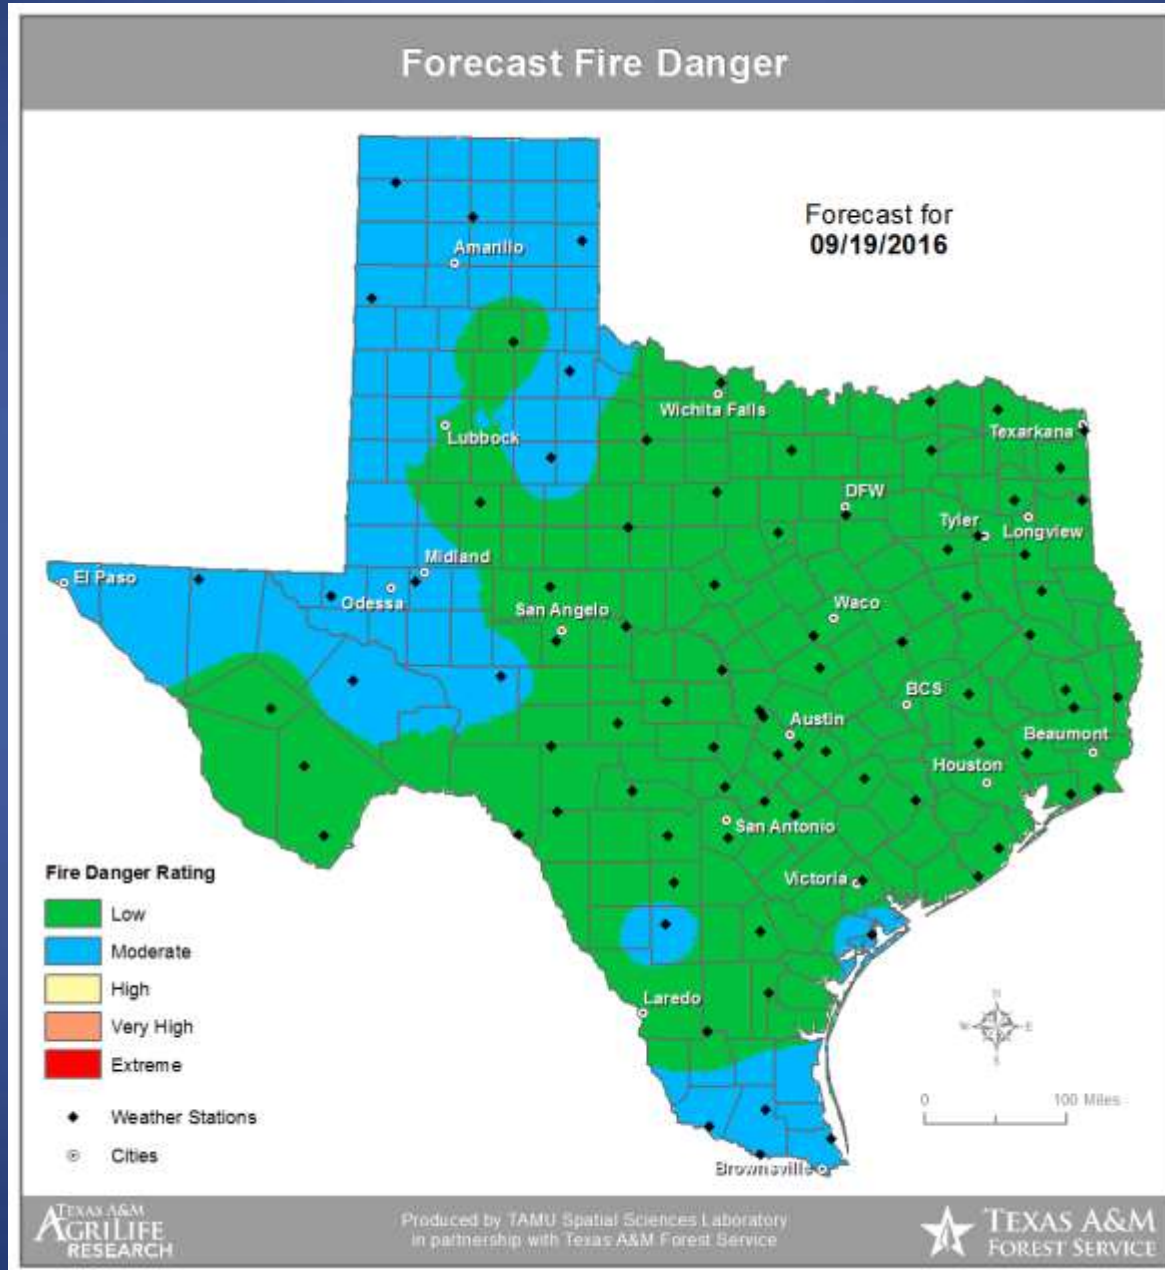 Forecast Fire Danger
Forecast for
09/19/2016
Amarillo
Wichita Falls
Lubbock
Texarkana
DFW
Tyler
Longview
Midland
El Paso
Odessa
San Angelo
Waco
BCS
Austin
Beaumont
Houston
San Antonio
Victoria
Fire Danger Rating
Low
Moderate
High
Very High
Extreme
Weather Stations
Cities
Laredo
Brownsville
N
W
E
S
0
100 Miles
TEXAS A&M
AGRILIFE
RESEARCH
Produced by TAMU Spatial Sciences Laboratory
in partnership with Texas A&M Forest Service
TEXAS A&M
FOREST SERVICE